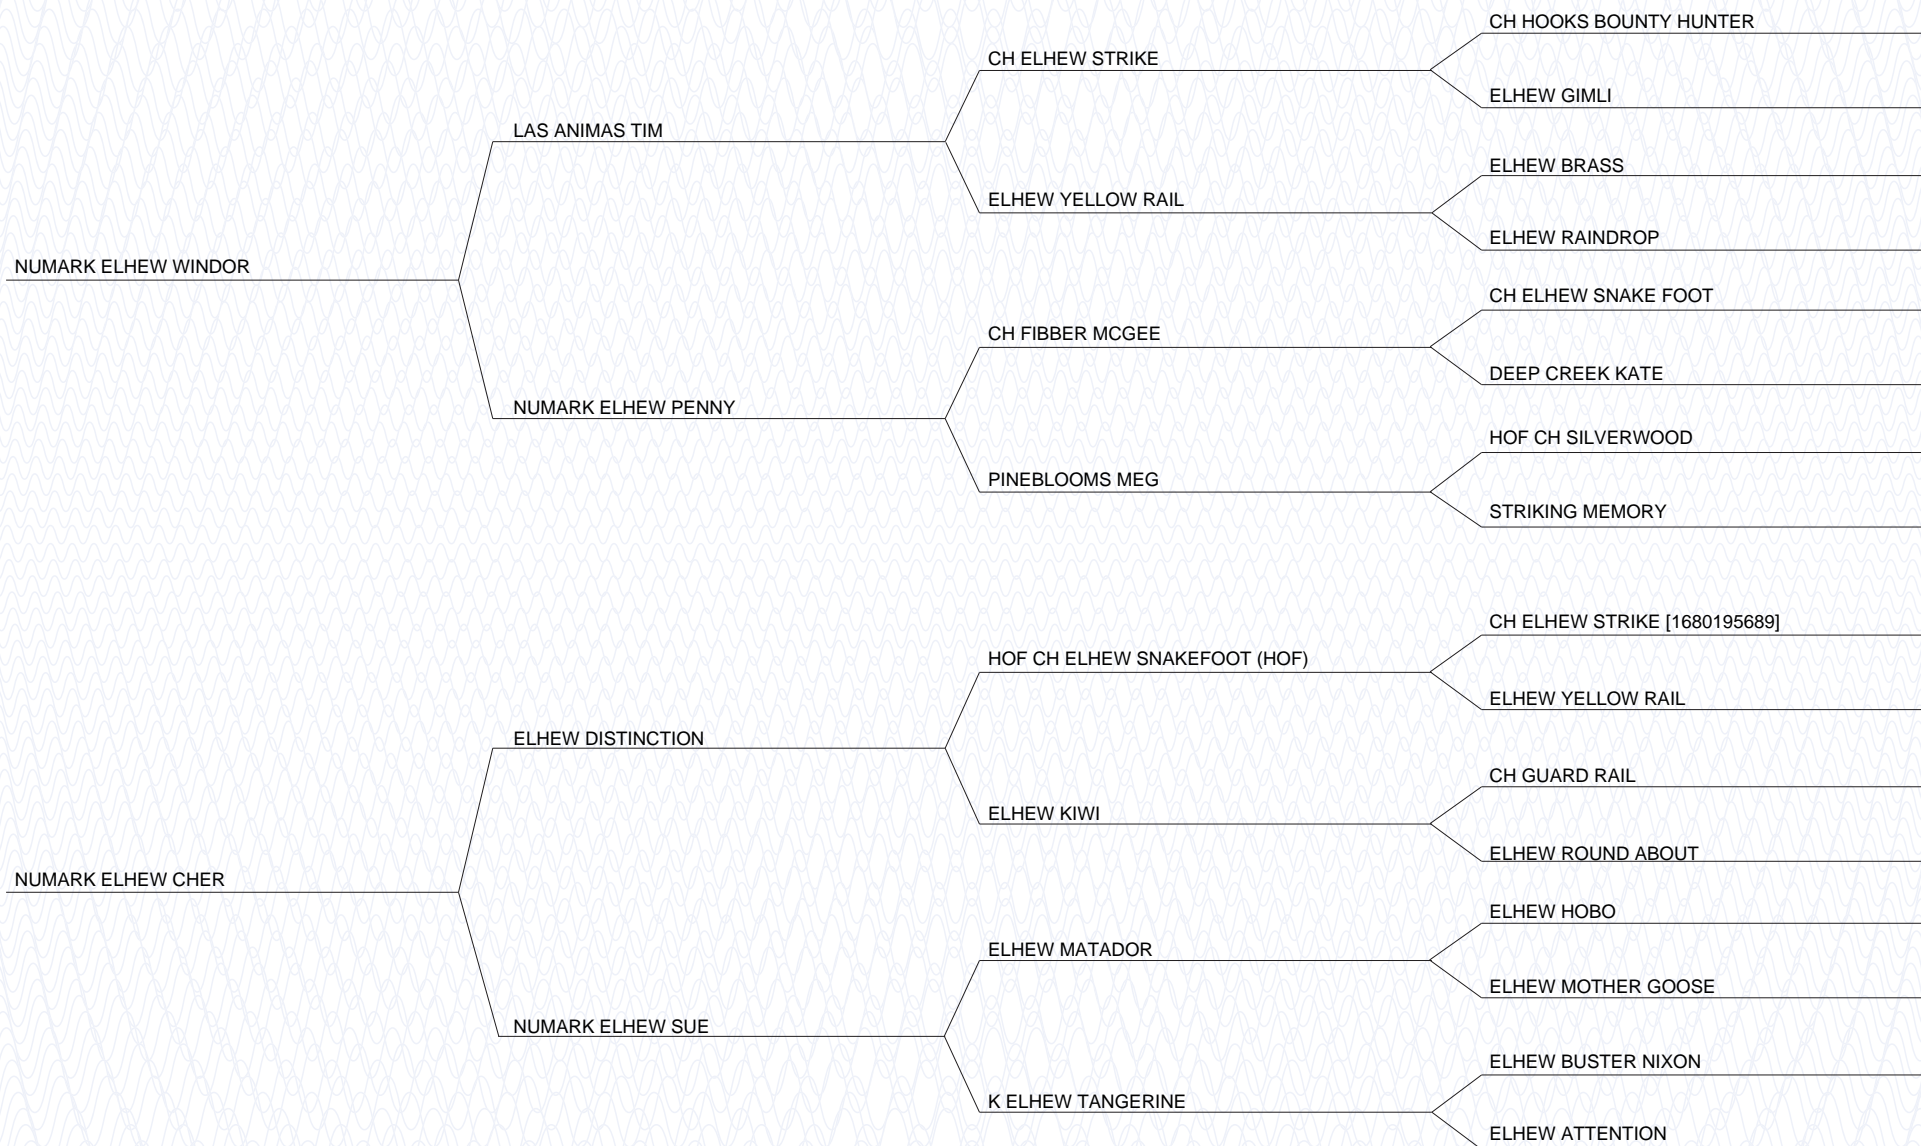 CH HOOKS BOUNTY HUNTER
CH ELHEW STRIKE
ELHEW GIMLI
LAS ANIMAS TIM
ELHEW BRASS
ELHEW YELLOW RAIL
ELHEW RAINDROP
NUMARK ELHEW WINDOR
CH ELHEW SNAKE FOOT
CH FIBBER MCGEE
DEEP CREEK KATE
NUMARK ELHEW PENNY
HOF CH SILVERWOOD
PINEBLOOMS MEG
STRIKING MEMORY
CH ELHEW STRIKE [1680195689]
HOF CH ELHEW SNAKEFOOT (HOF)
ELHEW YELLOW RAIL
ELHEW DISTINCTION
CH GUARD RAIL
ELHEW KIWI
ELHEW ROUND ABOUT
NUMARK ELHEW CHER
ELHEW HOBO
ELHEW MATADOR
ELHEW MOTHER GOOSE
NUMARK ELHEW SUE
ELHEW BUSTER NIXON
K ELHEW TANGERINE
ELHEW ATTENTION